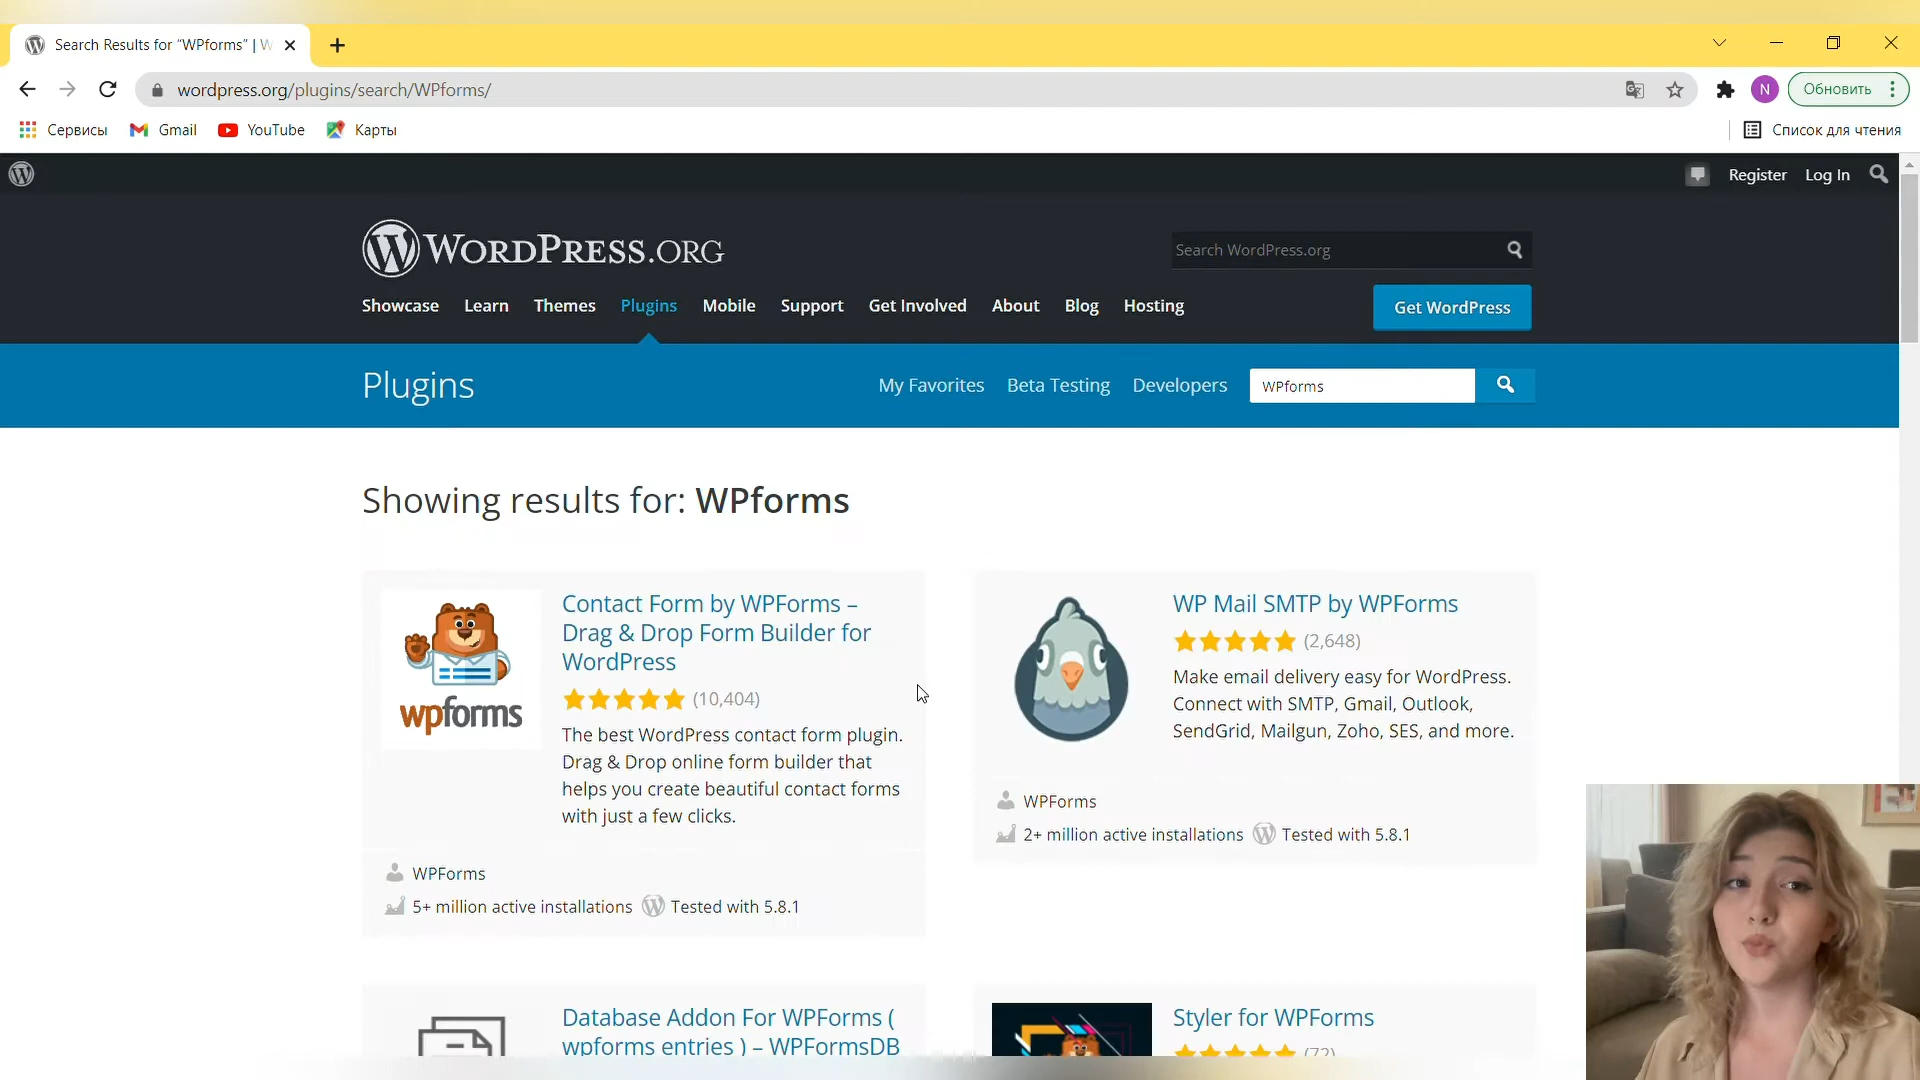 Search Results for “WPforms” | W
wordpress.org/plugins/search/WPforms/
N
Обновить
Сервисы
Gmail
YouTube
Карты
Список для чтения
Register
Log In
WORDPRESS.ORG
Search WordPress.org
Showcase
Learn
Themes
Plugins
Mobile
Support
Get Involved
About
Blog
Hosting
Get WordPress
Plugins
My Favorites
Beta Testing
Developers
WPforms
Showing results for: WPforms
wpforms
Contact Form by WPForms –
Drag & Drop Form Builder for
WordPress
(10,404)
The best WordPress contact form plugin.
Drag & Drop online form builder that
helps you create beautiful contact forms
with just a few clicks.
WPForms
5+ million active installations
Tested with 5.8.1
WP Mail SMTP by WPForms
(2,648)
Make email delivery easy for WordPress.
Connect with SMTP, Gmail, Outlook,
SendGrid, Mailgun, Zoho, SES, and more.
WPForms
2+ million active installations
Tested with 5.8.1
Database Addon For WPForms (
wpforms entries ) – WPFormsDB
Styler for WPForms
(72)